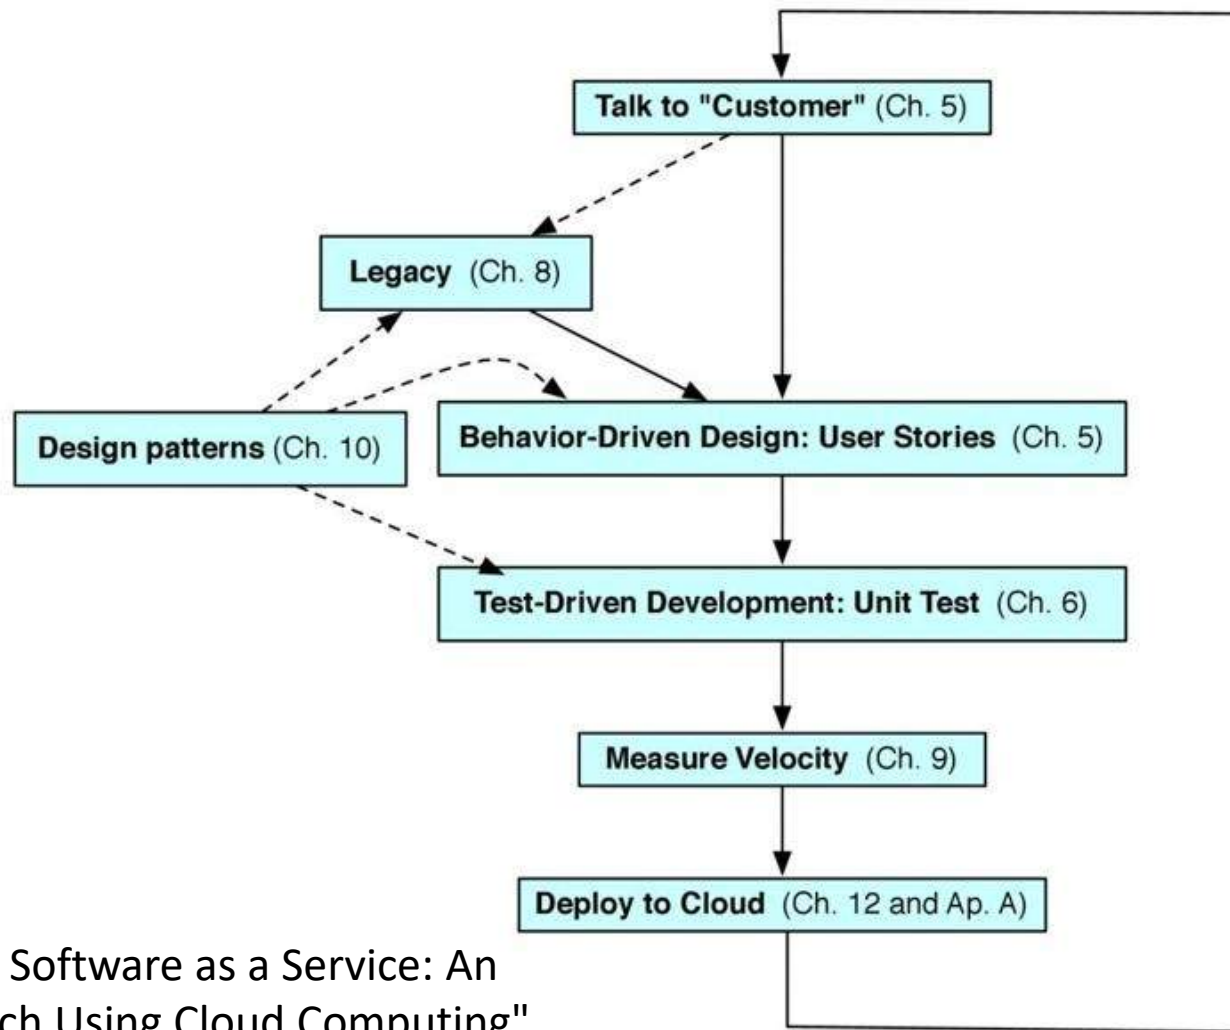 Talk to "Customer" (Ch. 5)
Legacy (Ch. 8)
Design patterns (Ch. 10)
Behavior-Driven Design: User Stories (Ch. 5)
Test-Driven Development: Unit Test (Ch. 6)
Measure Velocity (Ch. 9)
Deploy to Cloud (Ch. 12 and Ap. A)
Software as a Service: An
ch Using Cloud Computing"